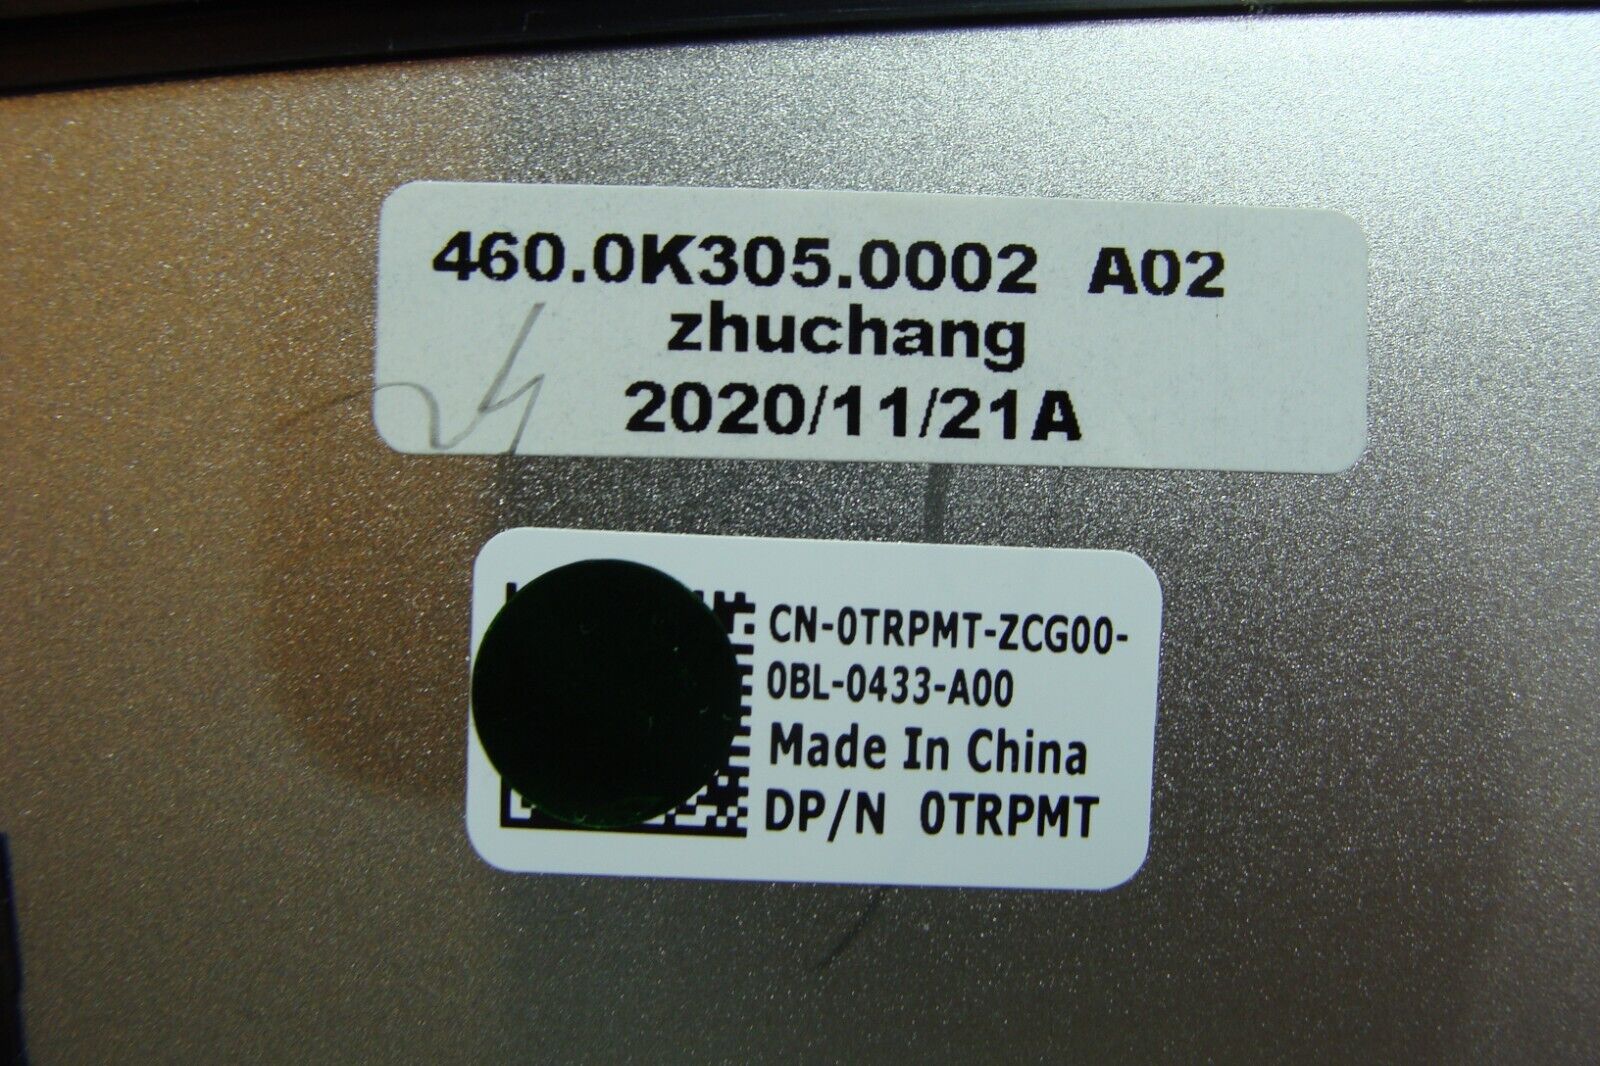 460.0K305.0002 A02
zhuchang
2020/11/21A
CN-0TRPMT-ZCG00-
0BL-0433-A00
Made In China
DP/N 0TRPMT